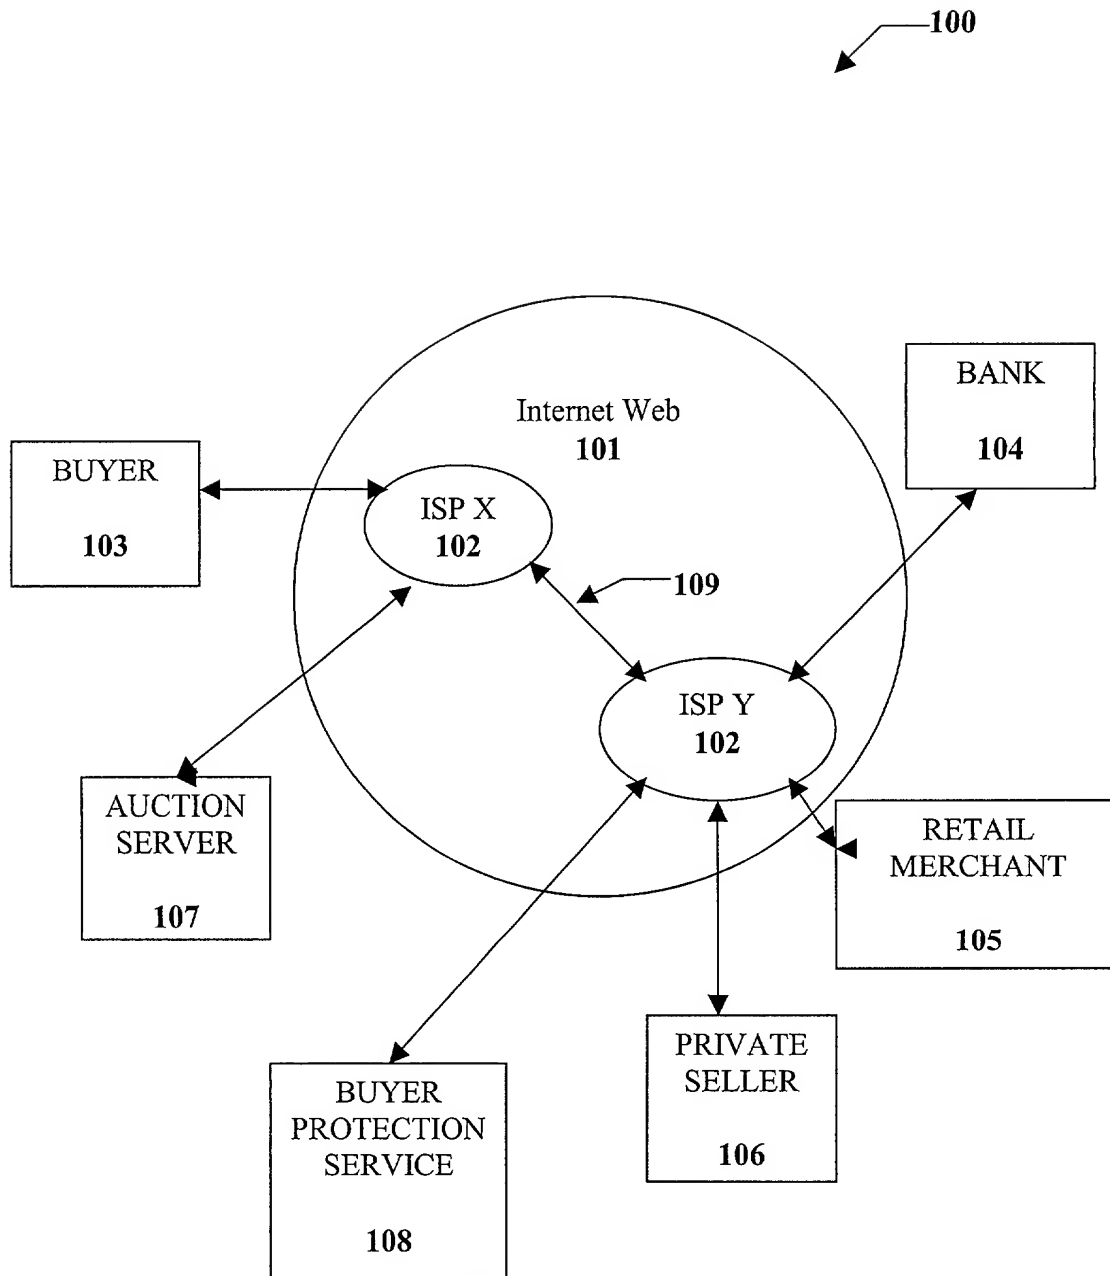 100
Internet Web
101
BANK
104
BUYER
103
ISP X
102
109
ISP Y
102
AUCTION
SERVER
107
RETAIL
MERCHANT
105
PRIVATE
SELLER
106
BUYER
PROTECTION
SERVICE
108